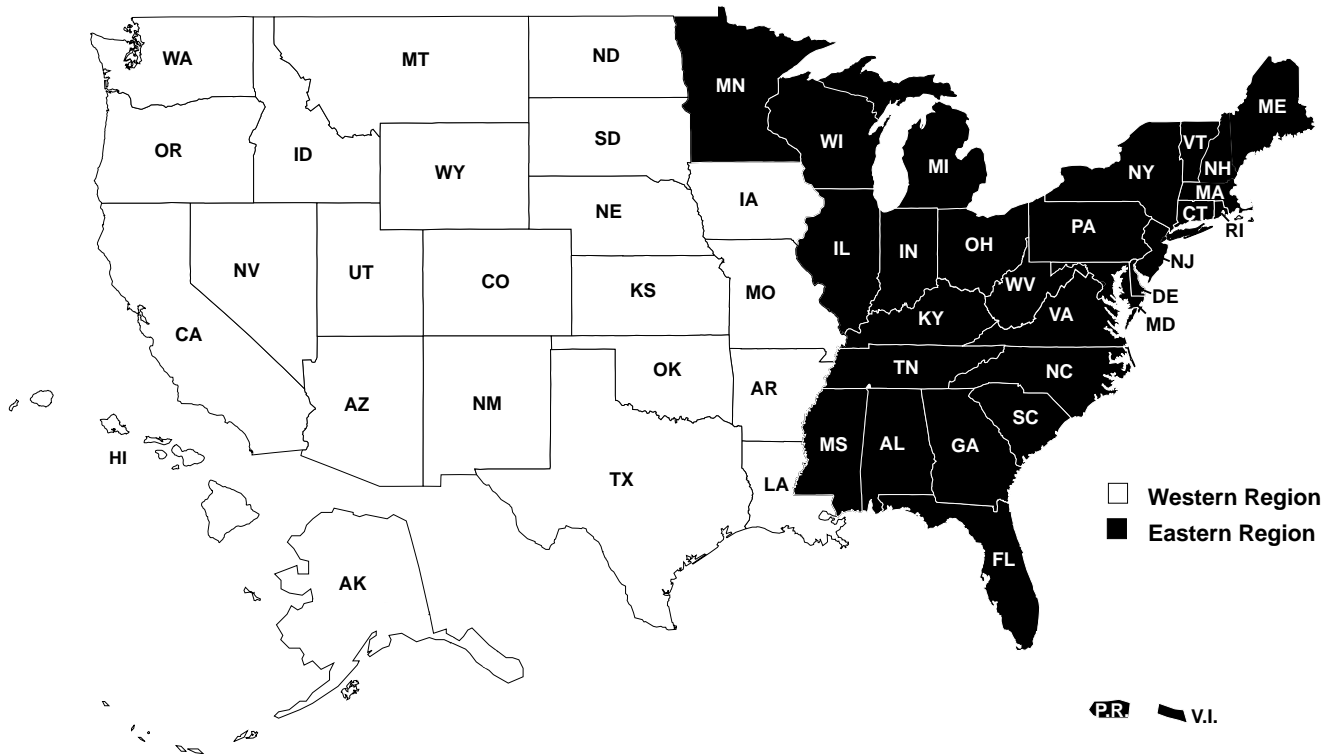 WA
MT
ND
MN
ME
OR
ID
SD
WI
VT
NH
WY
MI
NY
MA
NE
IA
CT
RI
PA
NV
UT
CO
IL
IN
OH
NJ
KS
MO
WV
DE
CA
KY
VA
MD
OK
TN
NC
AZ
NM
AR
SC
HI
MS
AL
GA
TX
LA
Western Region
Eastern Region
AK
FL
P.R.
V.I.